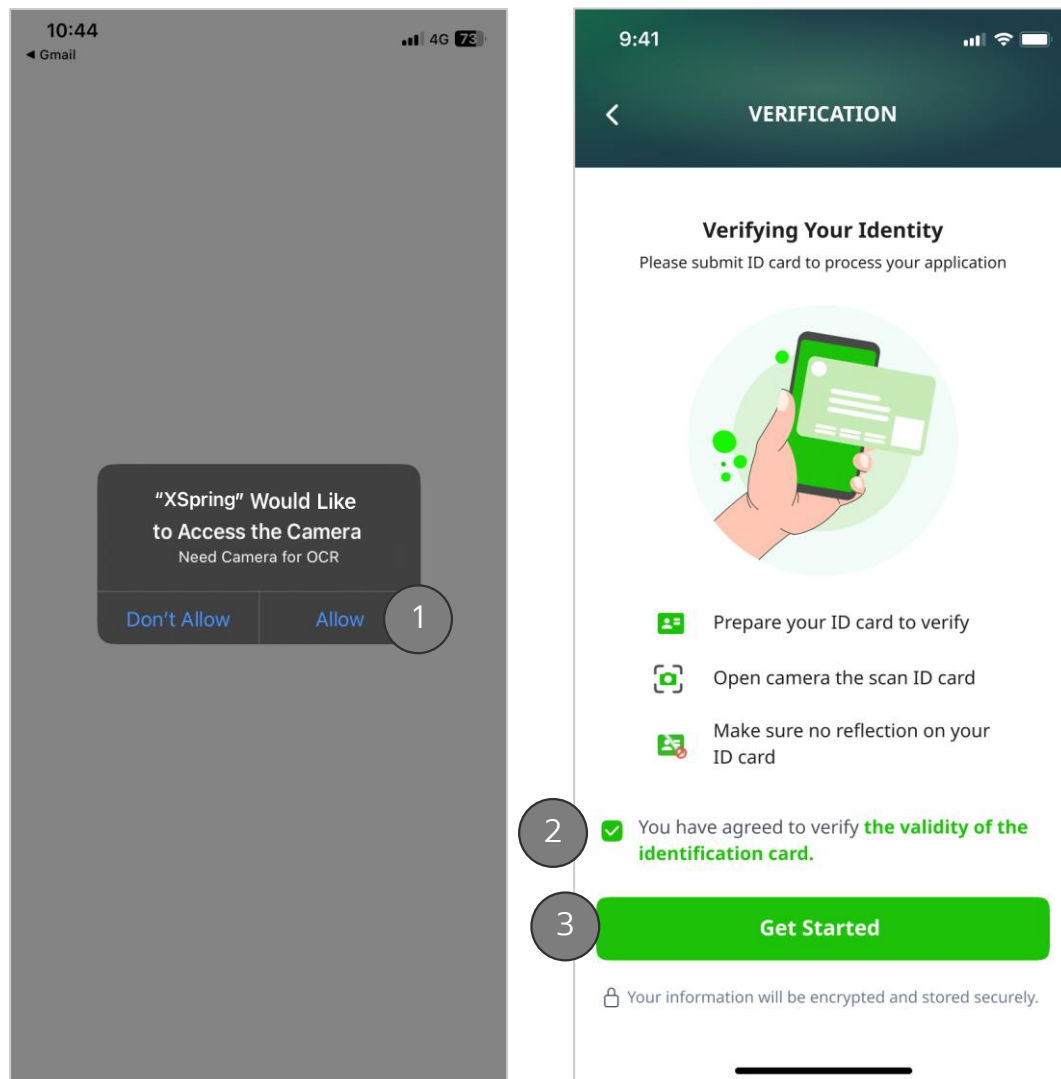 10:44
4G 73
◄ Gmail
“XSpring” Would Like
to Access the Camera
Need Camera for OCR
Don’t Allow
Allow
1
9:41
VERIFICATION
Verifying Your Identity
Please submit ID card to process your application
Prepare your ID card to verify
Open camera the scan ID card
Make sure no reflection on your
ID card
2
You have agreed to verify the validity of the
identification card.
3
Get Started
Your information will be encrypted and stored securely.